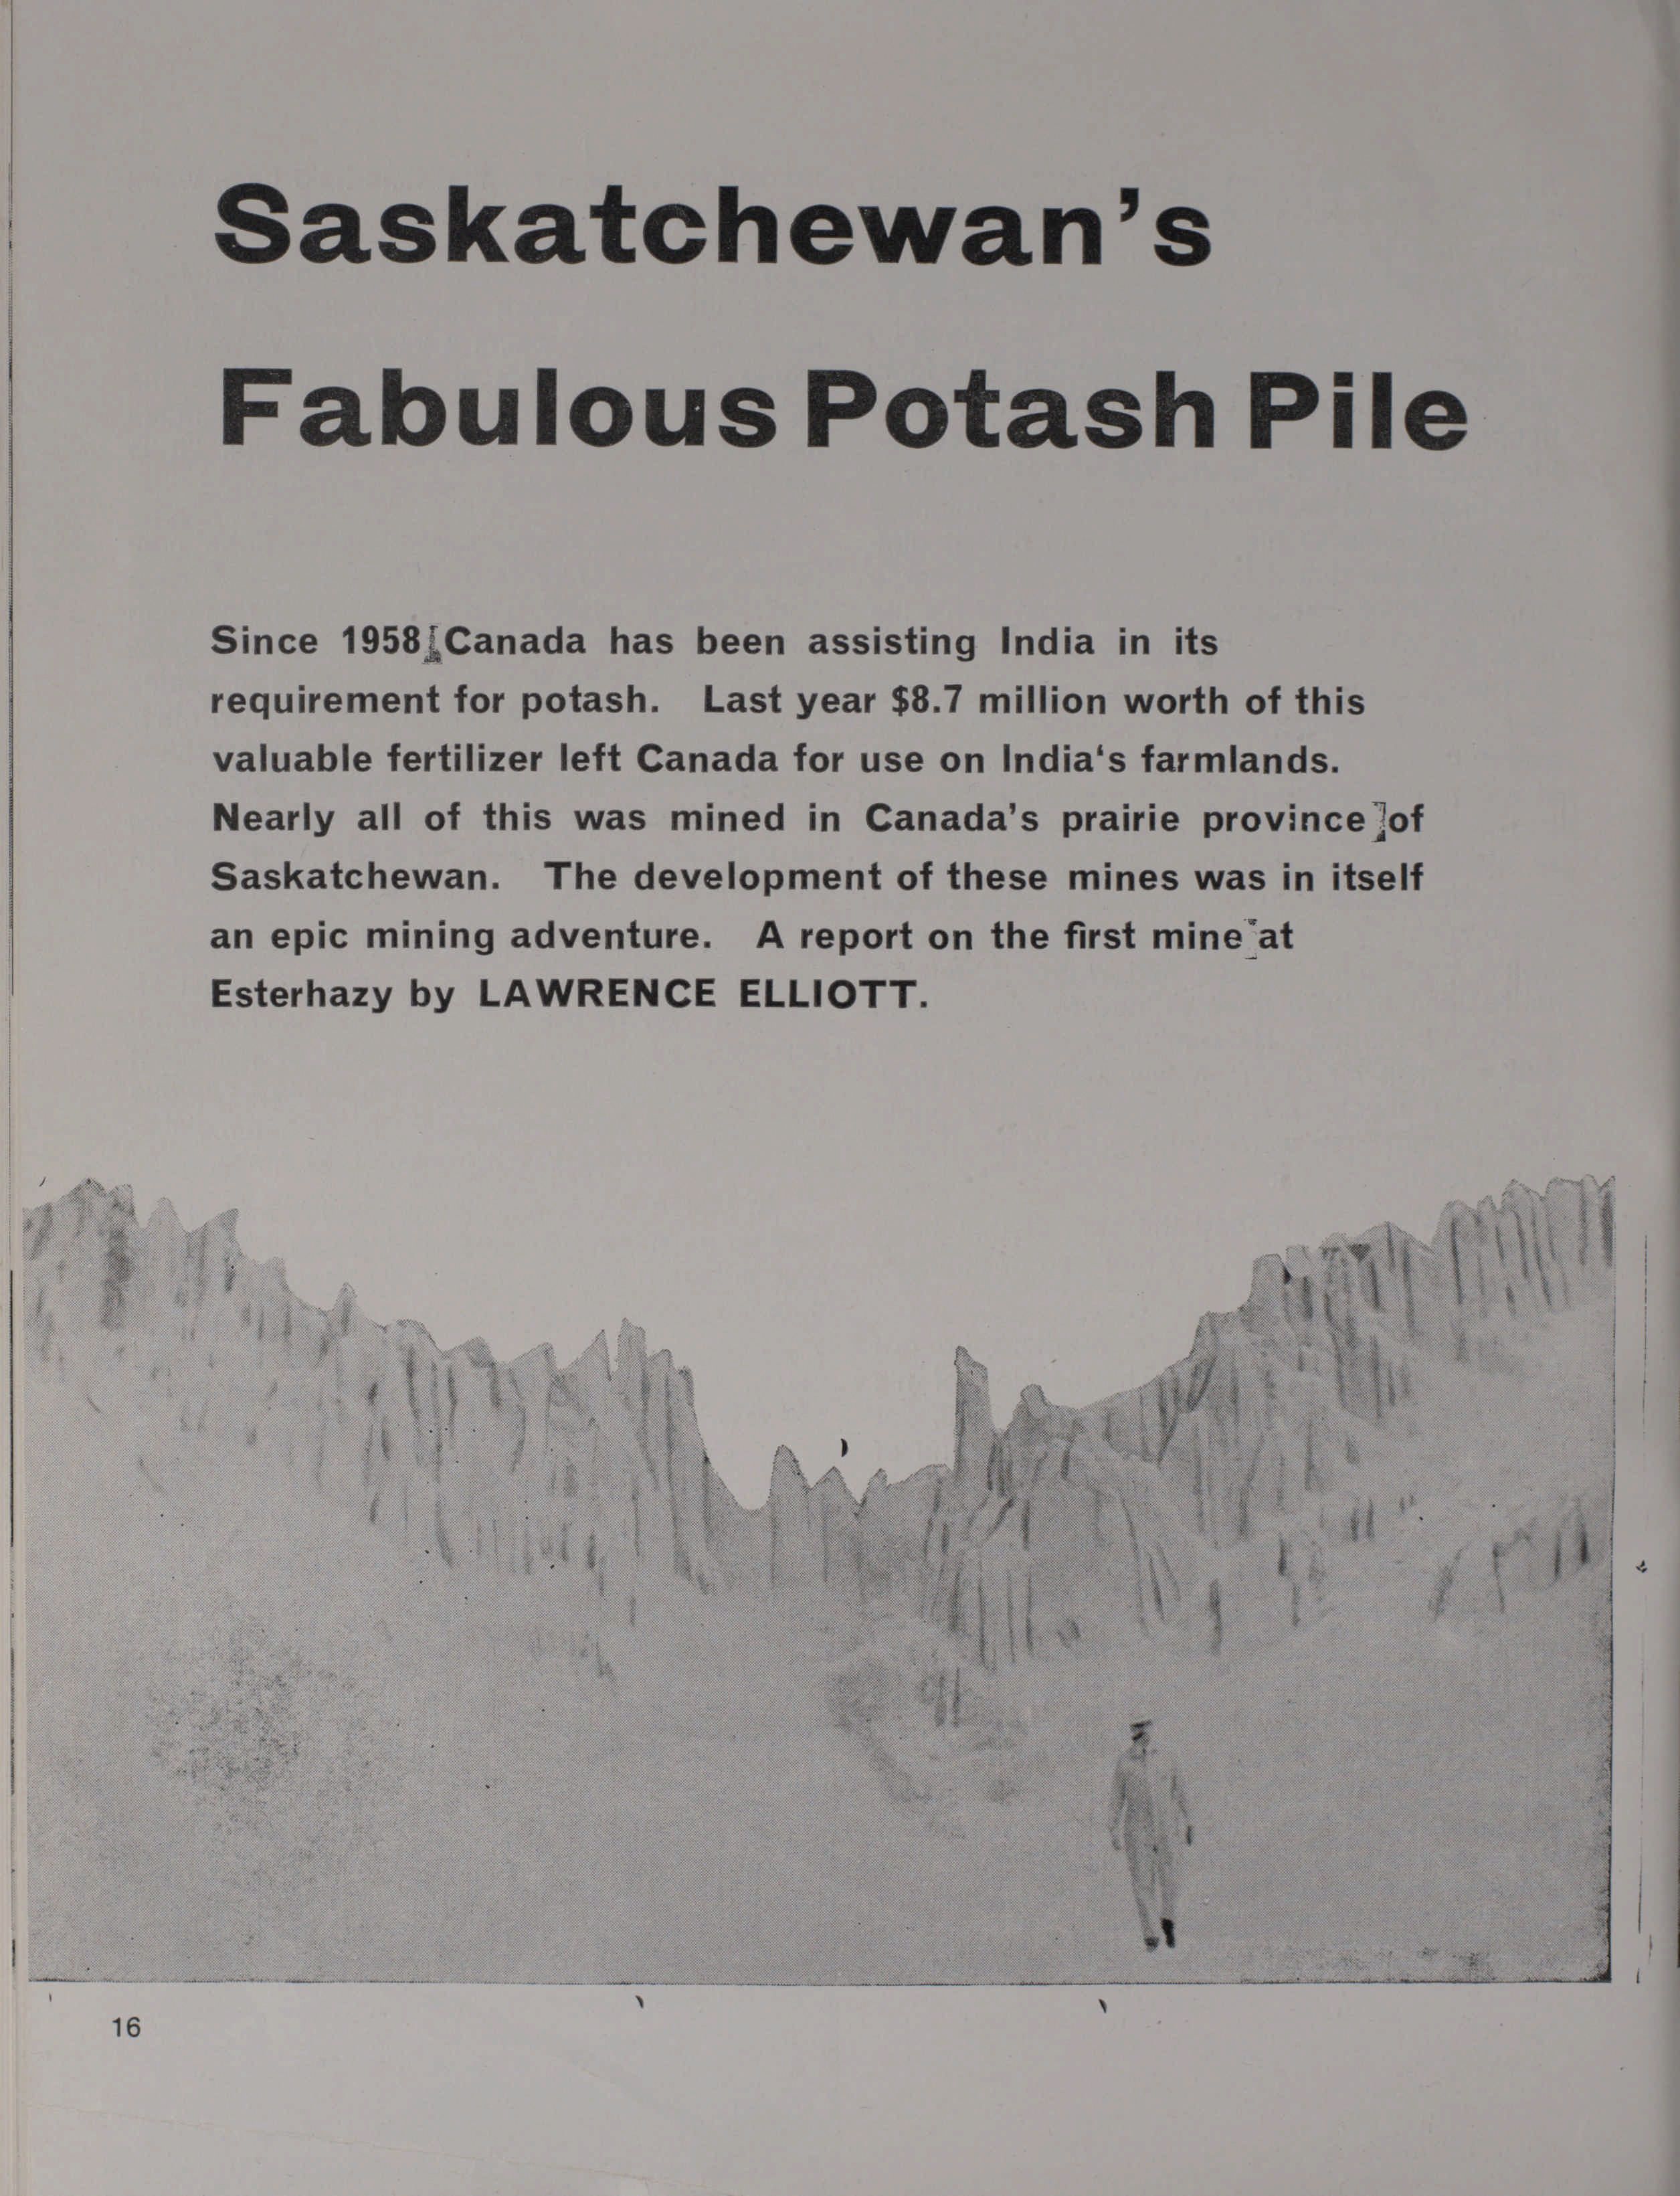 Saskatchewan’s
Fabulous Potash Pile
Since 1958 Canada has been assisting India in its
requirement for potash. Last year $8.7 million worth of this
valuable fertilizer left Canada for use on India‘s farmlands.
Nearly all of this was mined in Canada’s prairie province of
Saskatchewan. The development of these mines was in itself
an epic mining adventure. A report on the first mine at
Esterhazy by LAWRENCE ELLIOTT.
16